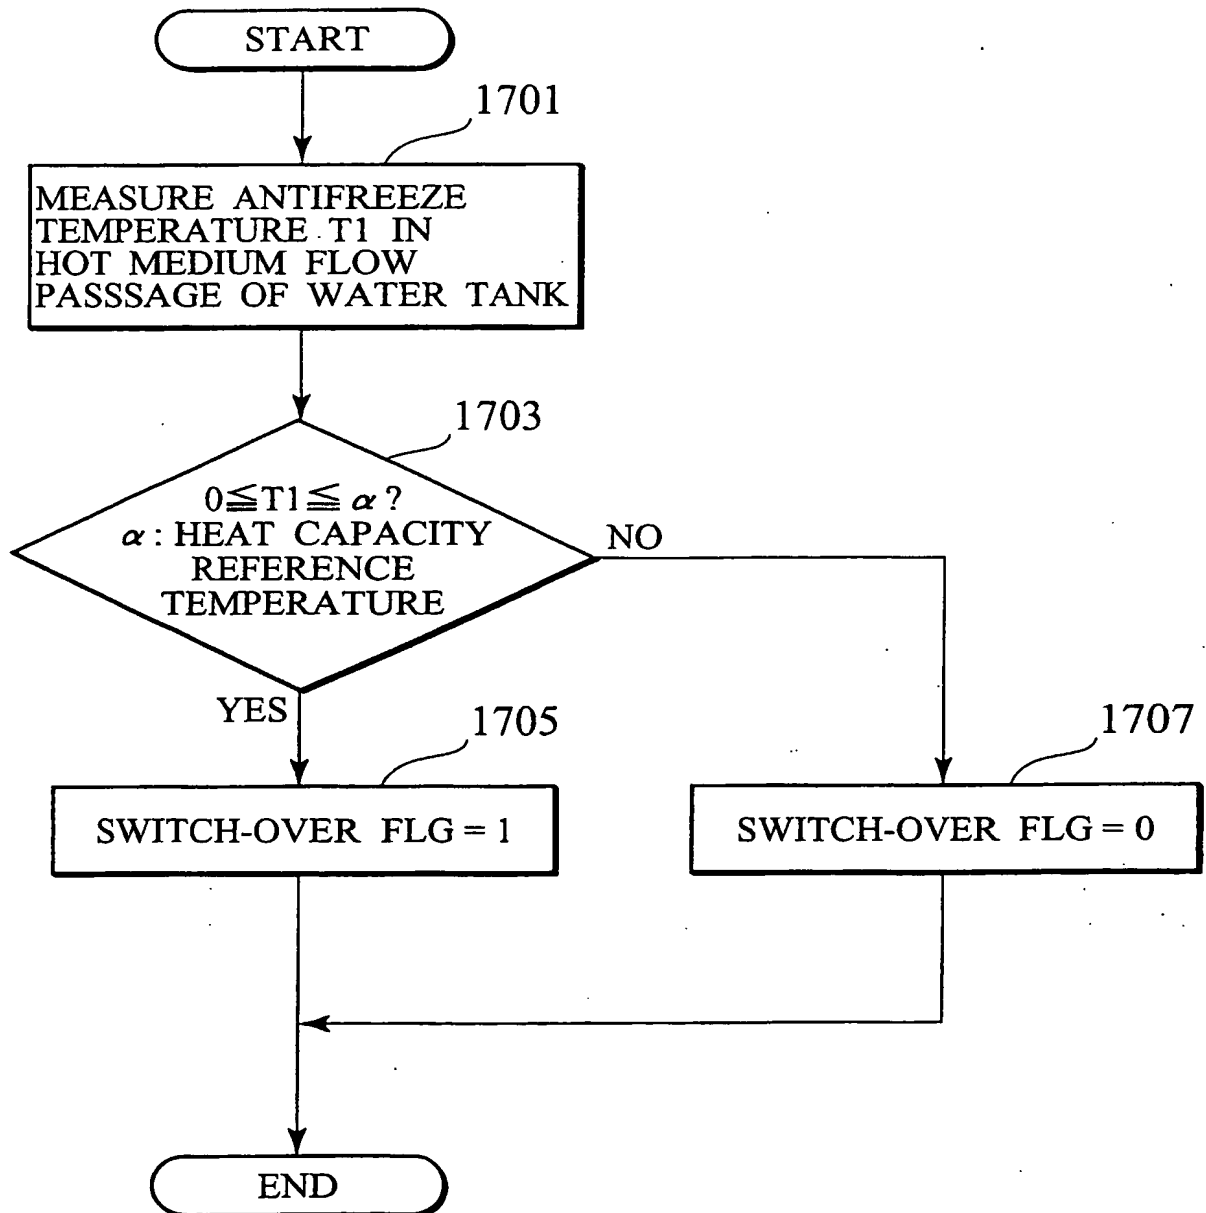 START
1701
MEASURE ANTIFREEZE
TEMPERATURE T1 IN
HOT MEDIUM FLOW
PASSSAGE OF WATER TANK
1703
0≦T1≦α?
α: HEAT CAPACITY
REFERENCE
TEMPERATURE
NO
YES
1705
1707
SWITCH-OVER FLG = 1
SWITCH-OVER FLG = 0
END